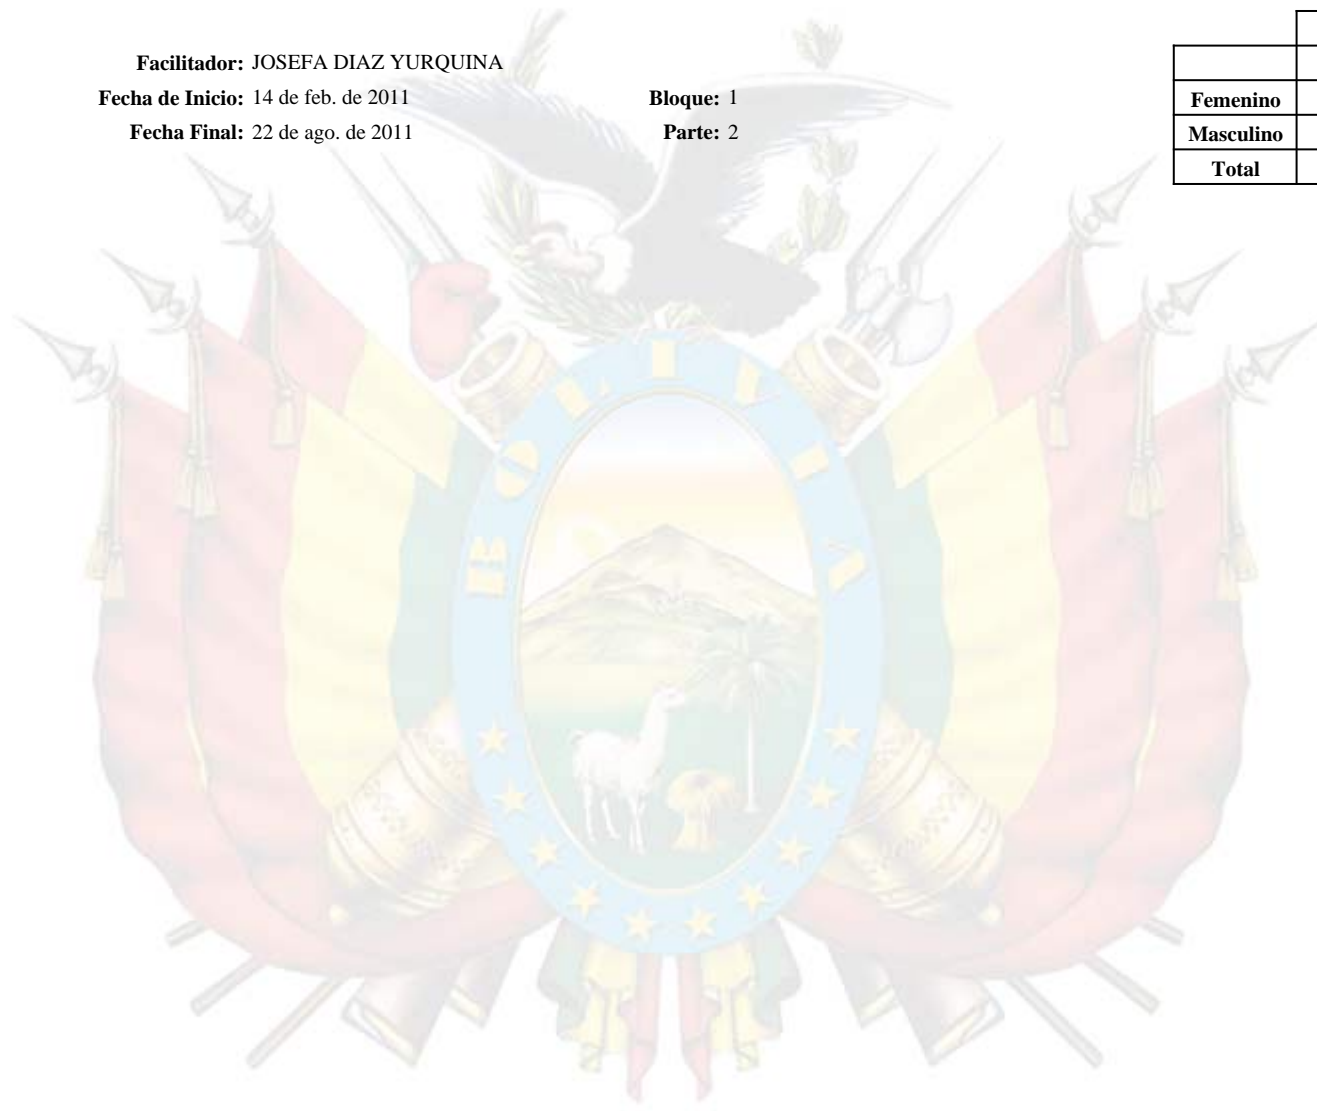 Facilitador: JOSEFA DIAZ YURQUINA
Fecha de Inicio: 14 de feb. de 2011 Bloque: 1
Fecha Final: 22 de ago. de 2011 Parte: 2
Femenino
Masculino
Total
BOLIVIA